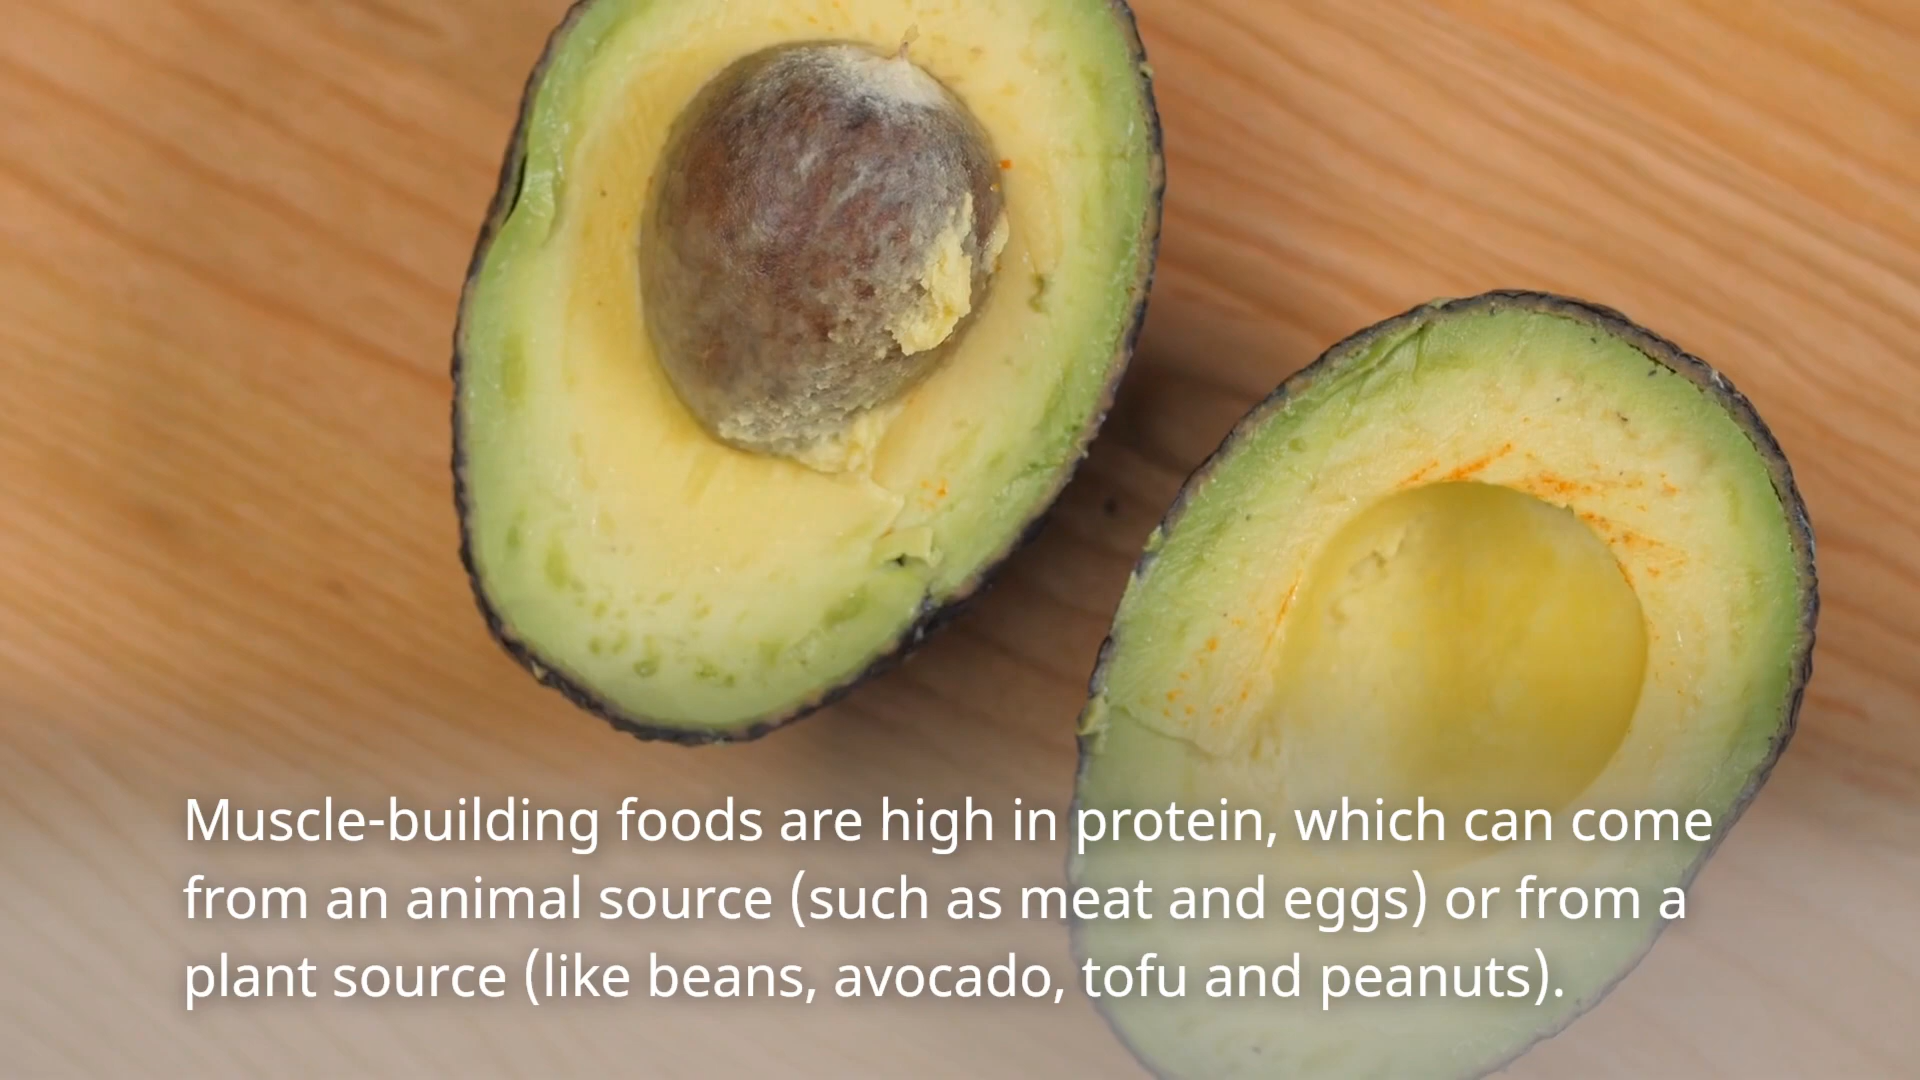 Muscle-building foods are high in protein, which can come
from an animal source (such as meat and eggs) or from a
plant source (like beans, avocado, tofu and peanuts).